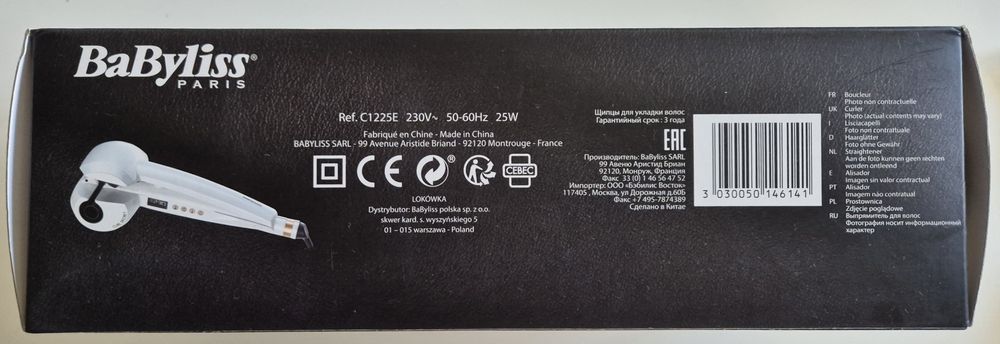 BaByliss®
PARIS
Ref. C1225E 230V~ 50-60Hz 25W
Fabriqué en Chine - Made in China
BABYLISS SARL - 99 Avenue Aristide Briand - 92120 Montrouge - France
CE
CEBEC
LOKÓWKA
Dystrybutor: BaByliss polska sp. z o.o.
skwer kard. s. wyszyńskiego 5
01 – 015 warszawa - Poland
Щипцы для укладки волос
Гарантийный срок : 3 года
EAC
Производитель: BaByliss SARL
99 Авеню Аристид Бриан
92120, Монруж, Франция
Факс 33 (0) 1 46 56 47 52
Импортер: ООО «Бэбилис Восток»
117405 , Москва, ул Дорожная д.60Б
Факс +7 495-7874389
Сделано в Китае
3 030050 146141
FR Boucleur
Photo non contractuelle
UK Curler
Photo (actual contents may vary)
I Lisciacapelli
Foto non contrattuale
D Haarglätter
Foto ohne Gewähr
NL Straightener
Aan de foto kunnen geen rechten
worden ontleend
E Alisador
Imagen sin valor contractual
PT Alisador
Imagem não contratual
PL Prostownica
Zdjęcie poglądowe
RU Выпрямитель для волос
Фотография носит информационный
характер